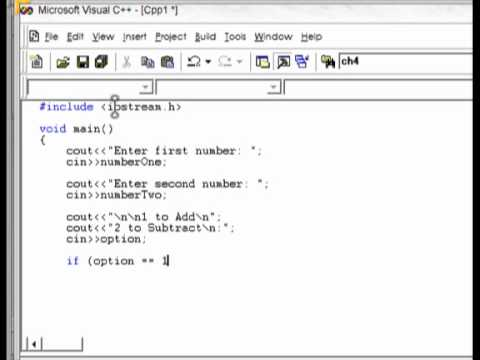 Microsoft Visual C++ - [Cpp1 *]
File Edit View Insert Project Build Tools Window Help
ch4
#include <iostream.h>
void main()
{
cout<<"Enter first number: ";
cin>>numberOne;
cout<<"Enter second number: ";
cin>>numberTwo;
cout<<"\n\n1 to Add\n";
cout<<"2 to Subtract\n:";
cin>>option;
if (option == 1